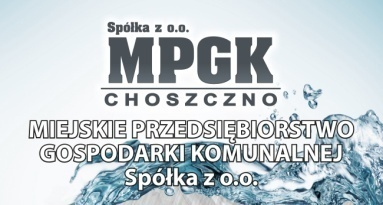 Spółka z o.o.
MPGK
CHOSZCZNO
MIEJSKIE PRZEDSIĘBIORSTWO
GOSPODARKI KOMUNALNEJ
Spółka z o.o.